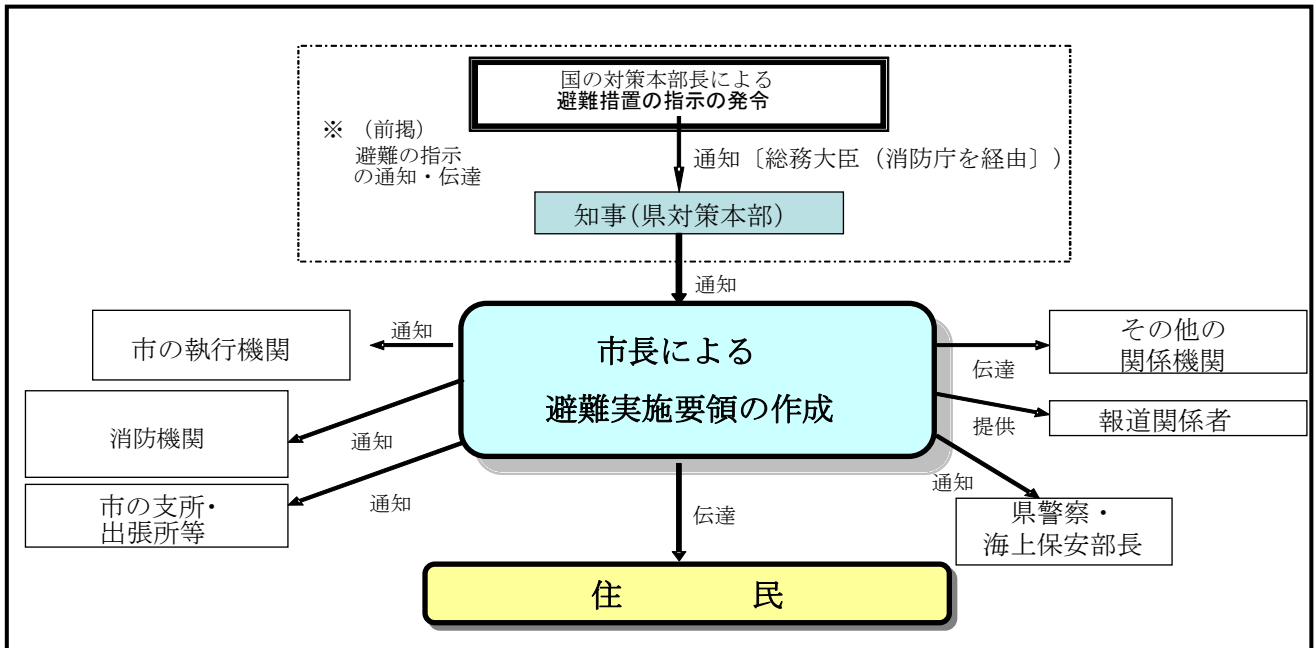 国の対策本部長による
避難措置の指示の発令
※ (前掲)
避難の指示
の通知・伝達
通知〔総務大臣(消防庁を経由〕)
知事(県対策本部)
通知
市の執行機関
通知
市長による
避難実施要領の作成
その他の
関係機関
伝達
消防機関
通知
報道関係者
提供
市の支所・
出張所等
通知
伝達
通知
県警察・
海上保安部長
住 民